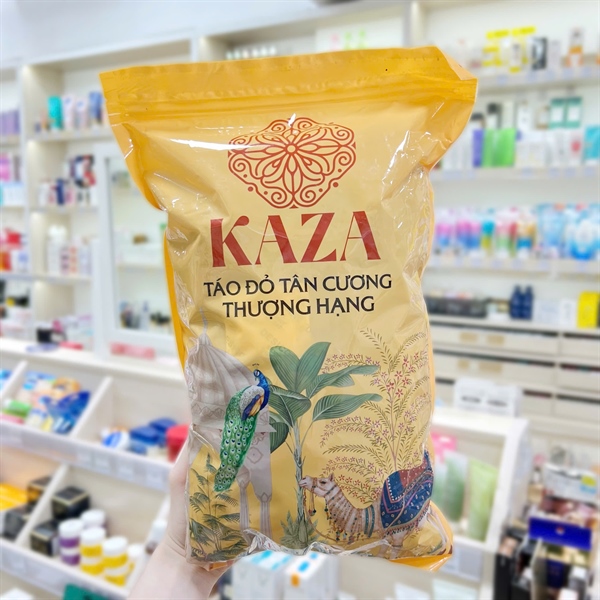 KAZA
TÁO ĐỎ TÂN CƯƠNG
THƯỢNG HẠNG